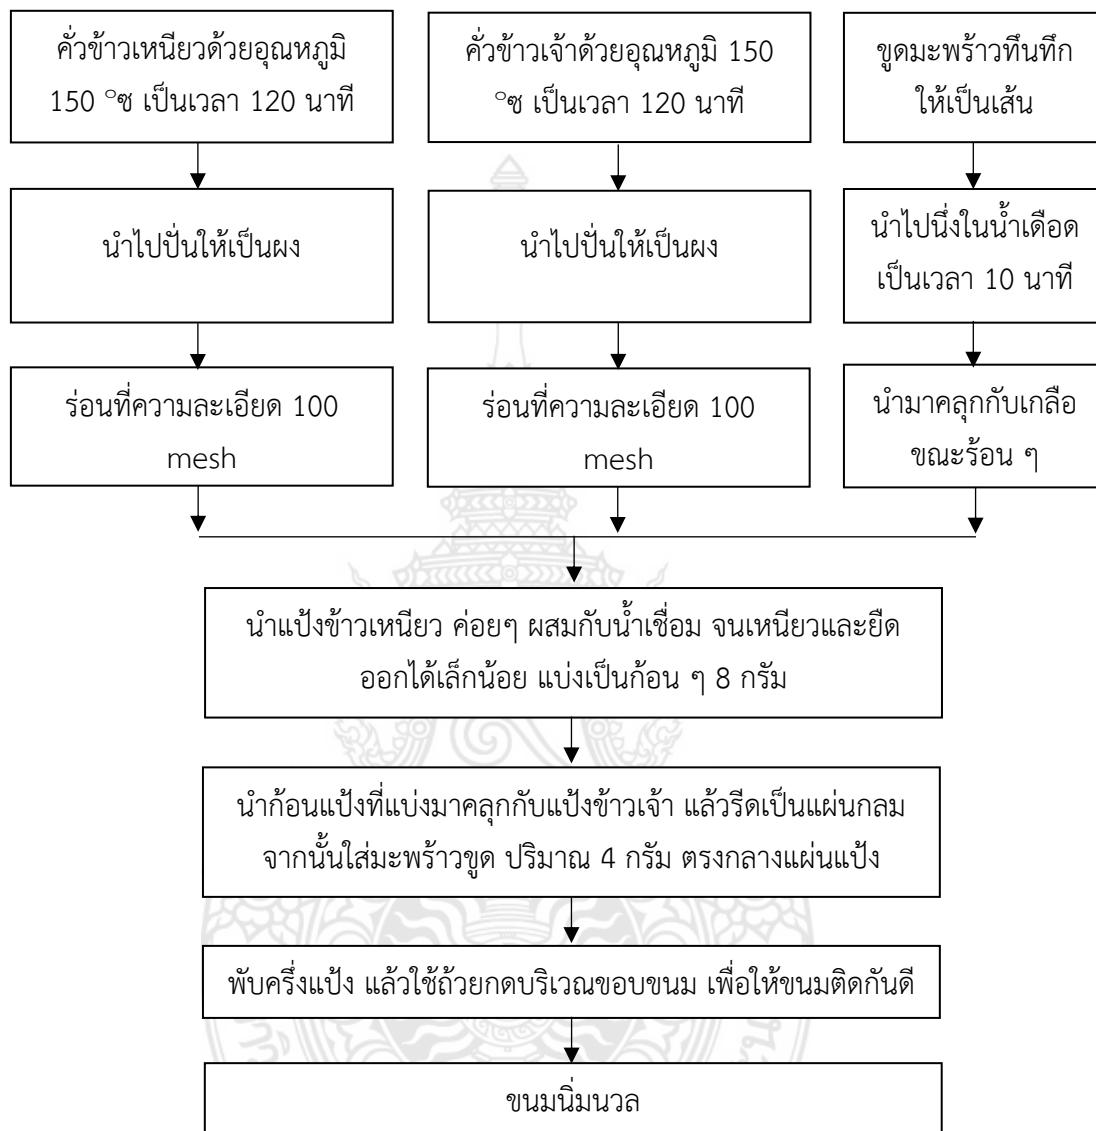 คั่วข้าวเหนียวด้วยอุณหภูมิ
150 °ซ เป็นเวลา 120 นาที
คั่วข้าวเจ้าด้วยอุณหภูมิ 150
°ซ เป็นเวลา 120 นาที
ขูดมะพร้าวทึนทึก
ให้เป็นเส้น
นำไปปั่นให้เป็นผง
นำไปปั่นให้เป็นผง
นำไปนึ่งในน้ำเดือด
เป็นเวลา 10 นาที
ร่อนที่ความละเอียด 100
mesh
ร่อนที่ความละเอียด 100
mesh
นำมาคลุกกับเกลือ
ขณะร้อน ๆ
นำแป้งข้าวเหนียว ค่อยๆ ผสมกับน้ำเชื่อม จนเหนียวและยืด
ออกได้เล็กน้อย แบ่งเป็นก้อน ๆ 8 กรัม
นำก้อนแป้งที่แบ่งมาคลุกกับแป้งข้าวเจ้า แล้วรีดเป็นแผ่นกลม
จากนั้นใส่มะพร้าวขูด ปริมาณ 4 กรัม ตรงกลางแผ่นแป้ง
พับครึ่งแป้ง แล้วใช้ถ้วยกดบริเวณขอบขนม เพื่อให้ขนมติดกันดี
ขนมนิ่มนวล